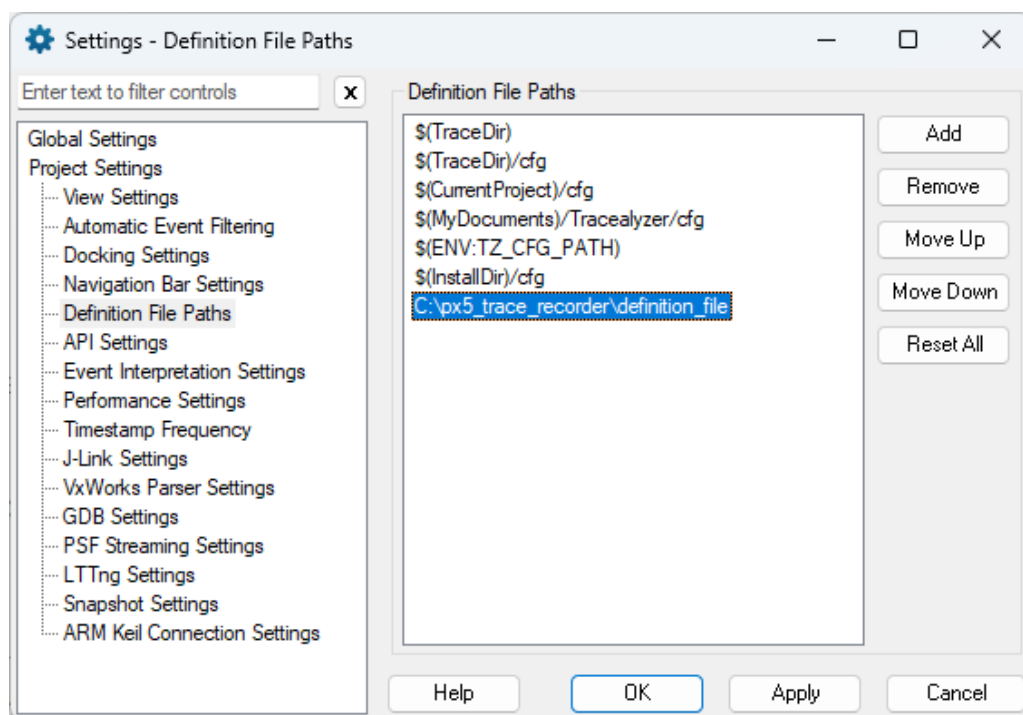 Settings - Definition File Paths
Enter text to filter controls
x
Global Settings
Project Settings
View Settings
Automatic Event Filtering
Docking Settings
Navigation Bar Settings
Definition File Paths
API Settings
Event Interpretation Settings
Performance Settings
Timestamp Frequency
J-Link Settings
VxWorks Parser Settings
GDB Settings
PSF Streaming Settings
LTTng Settings
Snapshot Settings
ARM Keil Connection Settings
Definition File Paths
$(TraceDir)
$(TraceDir)/cfg
$(CurrentProject)/cfg
$(MyDocuments)/Tracealyzer/cfg
$(ENV:TZ_CFG_PATH)
$(InstallDir)/cfg
C:\px5_trace_recorder\definition_file
Add
Remove
Move Up
Move Down
Reset All
Help
OK
Apply
Cancel